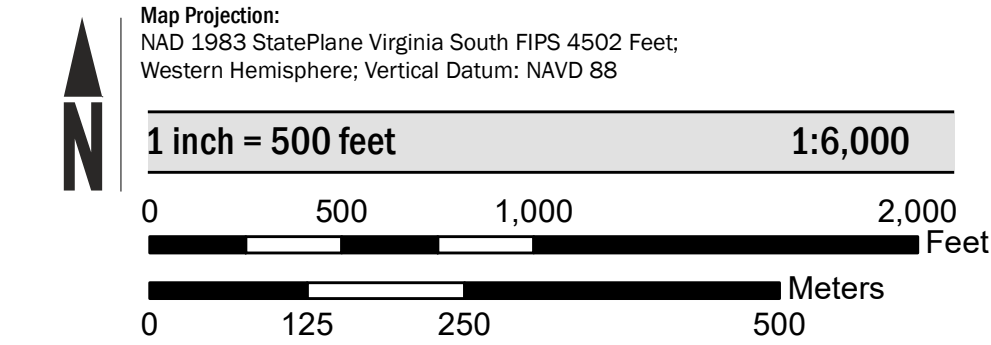 Map Projection:
NAD 1983 StatePlane Virginia South FIPS 4502 Feet;
Western Hemisphere; Vertical Datum: NAVD 88
N
1 inch = 500 feet 1:6,000
0 500 1,000 2,000
Feet
Meters
0 125 250 500